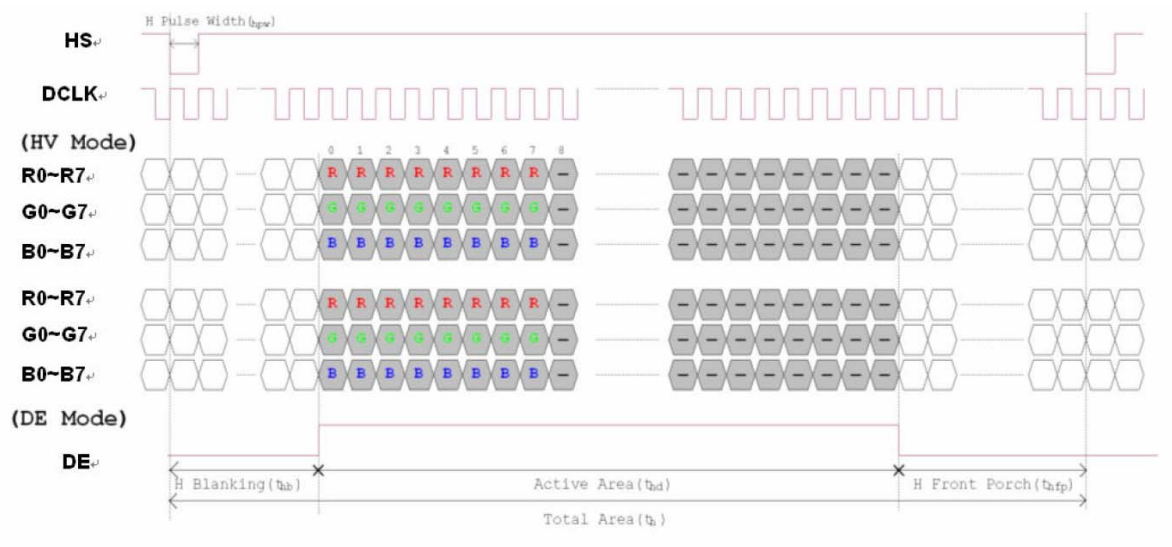 H Pulse Width(thpw)
HS
DCLK
(HV Mode)
0 1 2 3 4 5 6 7 8
R0~R7 R R R R R R R R - - - - - - - - -
G0~G7 G G G G G G G G - - - - - - - - -
B0~B7 B B B B B B B B - - - - - - - - -
R0~R7 R R R R R R R R - - - - - - - - -
G0~G7 G G G G G G G G - - - - - - - - -
B0~B7 B B B B B B B B - - - - - - - - -
(DE Mode)
DE
H Blanking(thb) Active Area(thd) H Front Porch(thfp)
Total Area(th)